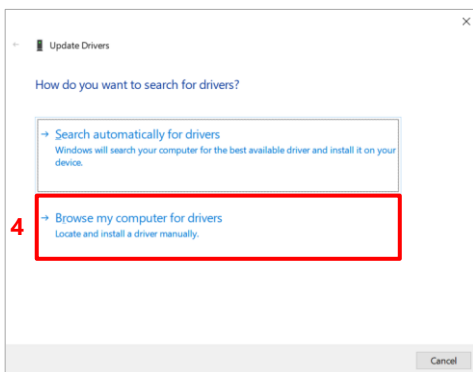 Update Drivers
How do you want to search for drivers?
→ Search automatically for drivers
Windows will search your computer for the best available driver and install it on your
device.
4
→ Browse my computer for drivers
Locate and install a driver manually.
Cancel